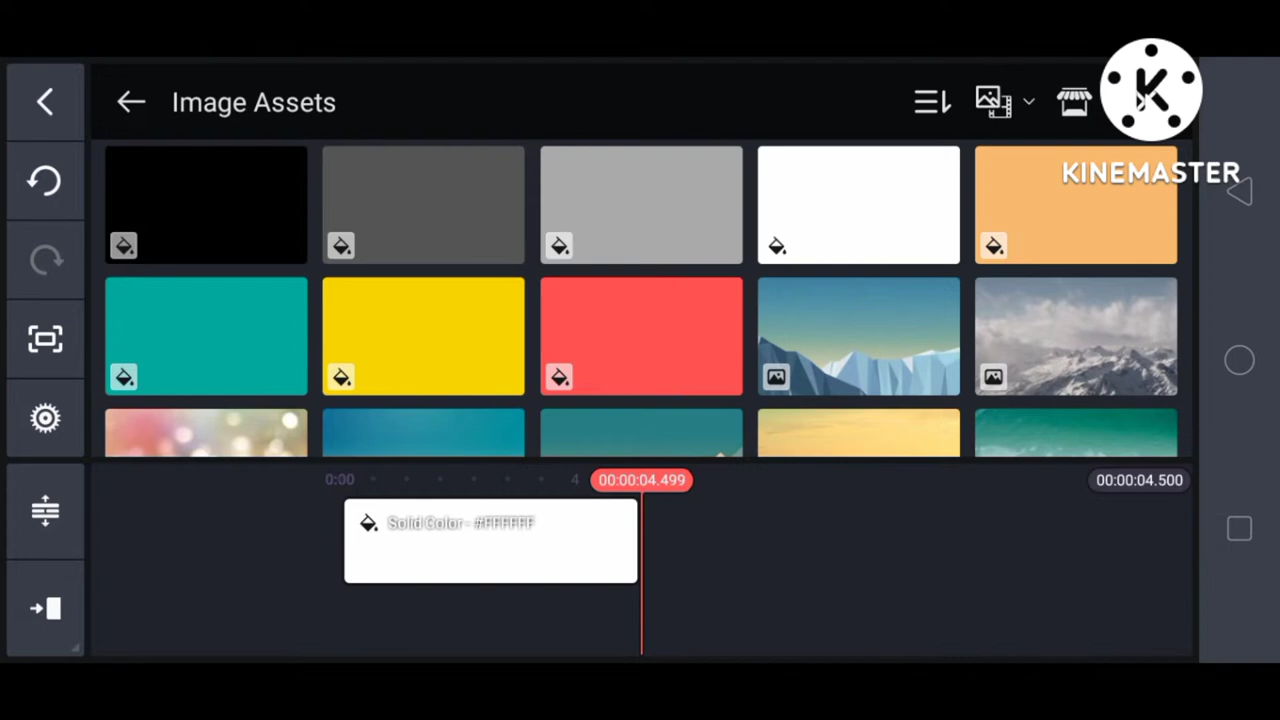 Image Assets
K
KINEMASTER
0:00
4
00:00:04.499
00:00:04.500
Solid Color - #FFFFFF